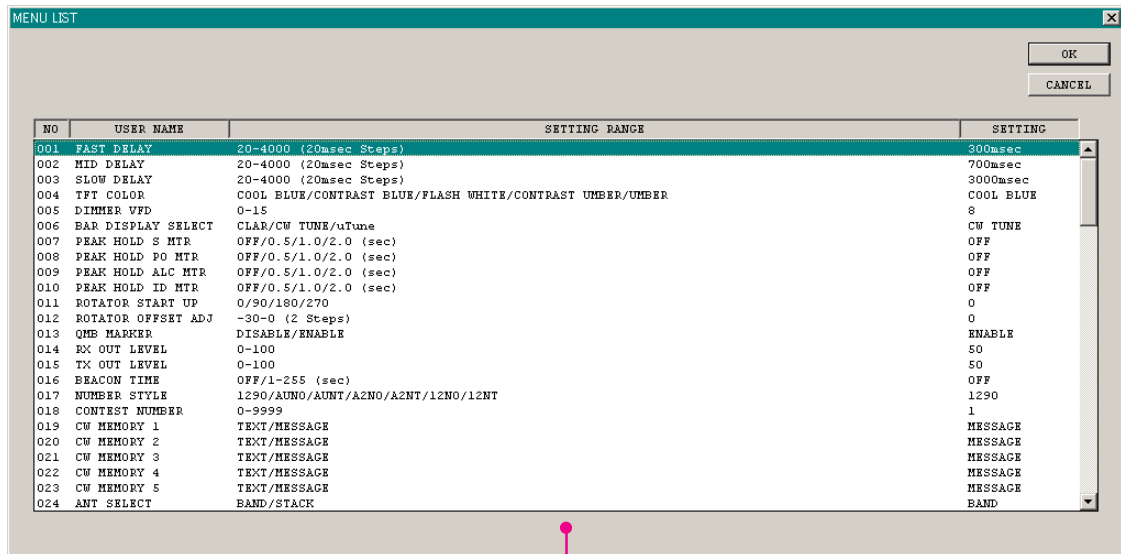 MENU LIST
OK
CANCEL
NO USER NAME SETTING RANGE SETTING
001 FAST DELAY 20-4000 (20msec Steps) 300msec
002 MID DELAY 20-4000 (20msec Steps) 700msec
003 SLOW DELAY 20-4000 (20msec Steps) 3000msec
004 TFT COLOR COOL BLUE/CONTRAST BLUE/FLASH WHITE/CONTRAST UMBER/UMBER COOL BLUE
005 DIMMER VFD 0-15 8
006 BAR DISPLAY SELECT CLAR/CW TUNE/uTune CW TUNE
007 PEAK HOLD S MTR OFF/0.5/1.0/2.0 (sec) OFF
008 PEAK HOLD PO MTR OFF/0.5/1.0/2.0 (sec) OFF
009 PEAK HOLD ALC MTR OFF/0.5/1.0/2.0 (sec) OFF
010 PEAK HOLD ID MTR OFF/0.5/1.0/2.0 (sec) OFF
011 ROTATOR START UP 0/90/180/270 0
012 ROTATOR OFFSET ADJ -30-0 (2 Steps) 0
013 QMB MARKER DISABLE/ENABLE ENABLE
014 RX OUT LEVEL 0-100 50
015 TX OUT LEVEL 0-100 50
016 BEACON TIME OFF/1-255 (sec) OFF
017 NUMBER STYLE 1290/AUNO/AUNT/A2NO/A2NT/12NO/12NT 1290
018 CONTEST NUMBER 0-9999 1
019 CW MEMORY 1 TEXT/MESSAGE MESSAGE
020 CW MEMORY 2 TEXT/MESSAGE MESSAGE
021 CW MEMORY 3 TEXT/MESSAGE MESSAGE
022 CW MEMORY 4 TEXT/MESSAGE MESSAGE
023 CW MEMORY 5 TEXT/MESSAGE MESSAGE
024 ANT SELECT BAND/STACK BAND